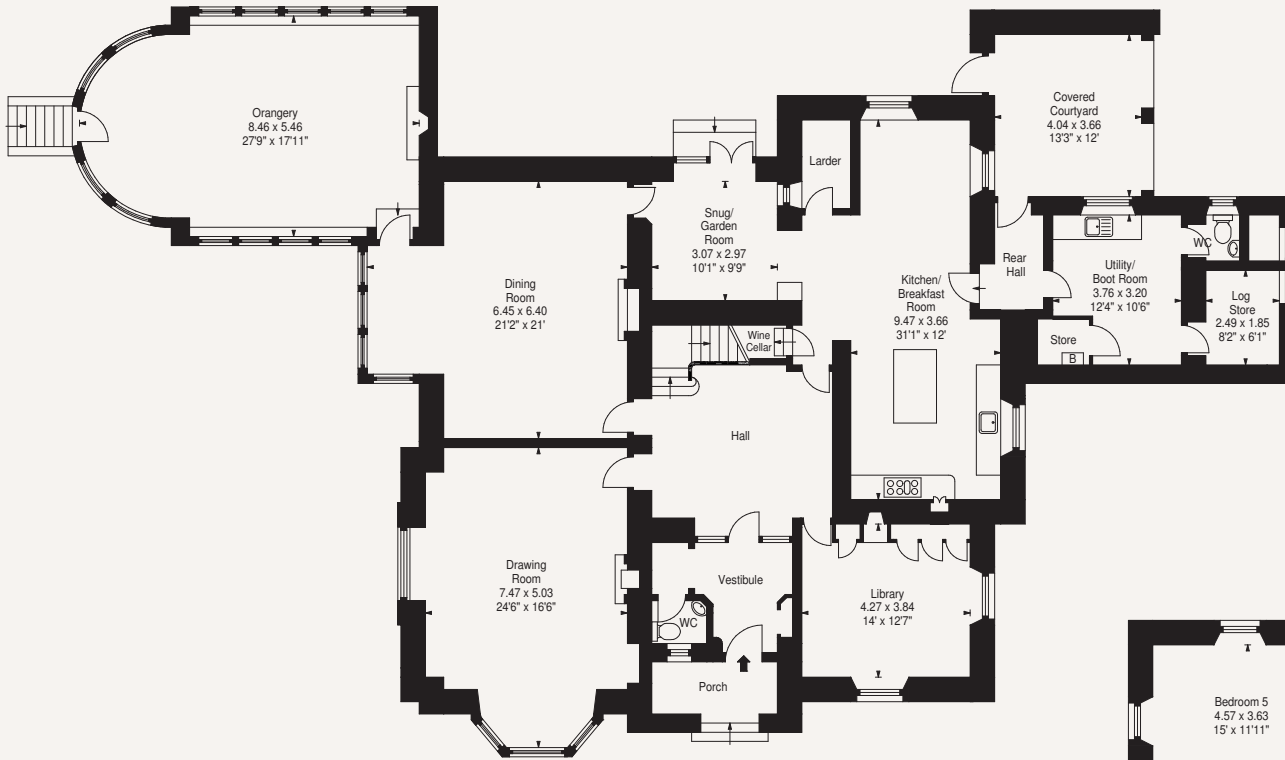 Orangery
8.46 x 5.46
27'9" x 17'11"
Covered
Courtyard
4.04 x 3.66
13'3" x 12'
Larder
Snug/
Garden
Room
3.07 x 2.97
10'1" x 9'9"
WC
Rear
Hall
Utility/
Boot Room
3.76 x 3.20
12'4" x 10'6"
Log
Store
2.49 x 1.85
8'2" x 6'1"
Dining
Room
6.45 x 6.40
21'2" x 21'
Kitchen/
Breakfast
Room
9.47 x 3.66
31'1" x 12'
Wine
Cellar
Store
B
Hall
Drawing
Room
7.47 x 5.03
24'6" x 16'6"
Vestibule
Library
4.27 x 3.84
14' x 12'7"
WC
Porch
Bedroom 5
4.57 x 3.63
15' x 11'11"